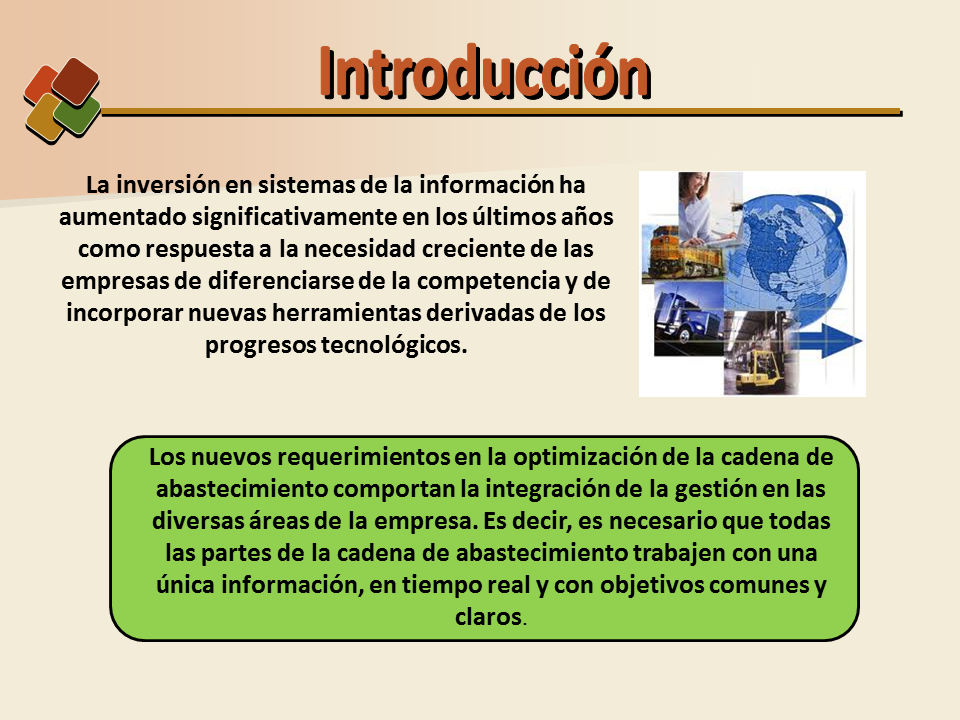 Introducción
La inversión en sistemas de la información ha
aumentado significativamente en los últimos años
como respuesta a la necesidad creciente de las
empresas de diferenciarse de la competencia y de
incorporar nuevas herramientas derivadas de los
progresos tecnológicos.
Los nuevos requerimientos en la optimización de la cadena de
abastecimiento comportan la integración de la gestión en las
diversas áreas de la empresa. Es decir, es necesario que todas
las partes de la cadena de abastecimiento trabajen con una
única información, en tiempo real y con objetivos comunes y
claros.